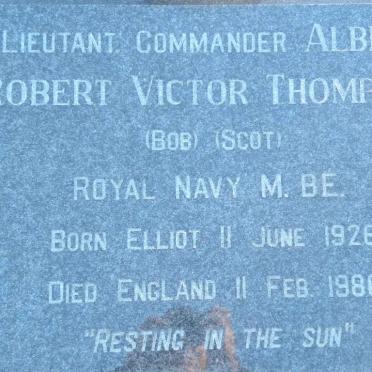 LIEUTANT. COMMANDER ALB
ROBERT VICTOR THOMP
(BOB) (SCOT)
ROYAL NAVY M. BE.
BORN ELLIOT 11 JUNE 1926
DIED ENGLAND 11 FEB. 198
"RESTING IN THE SUN"